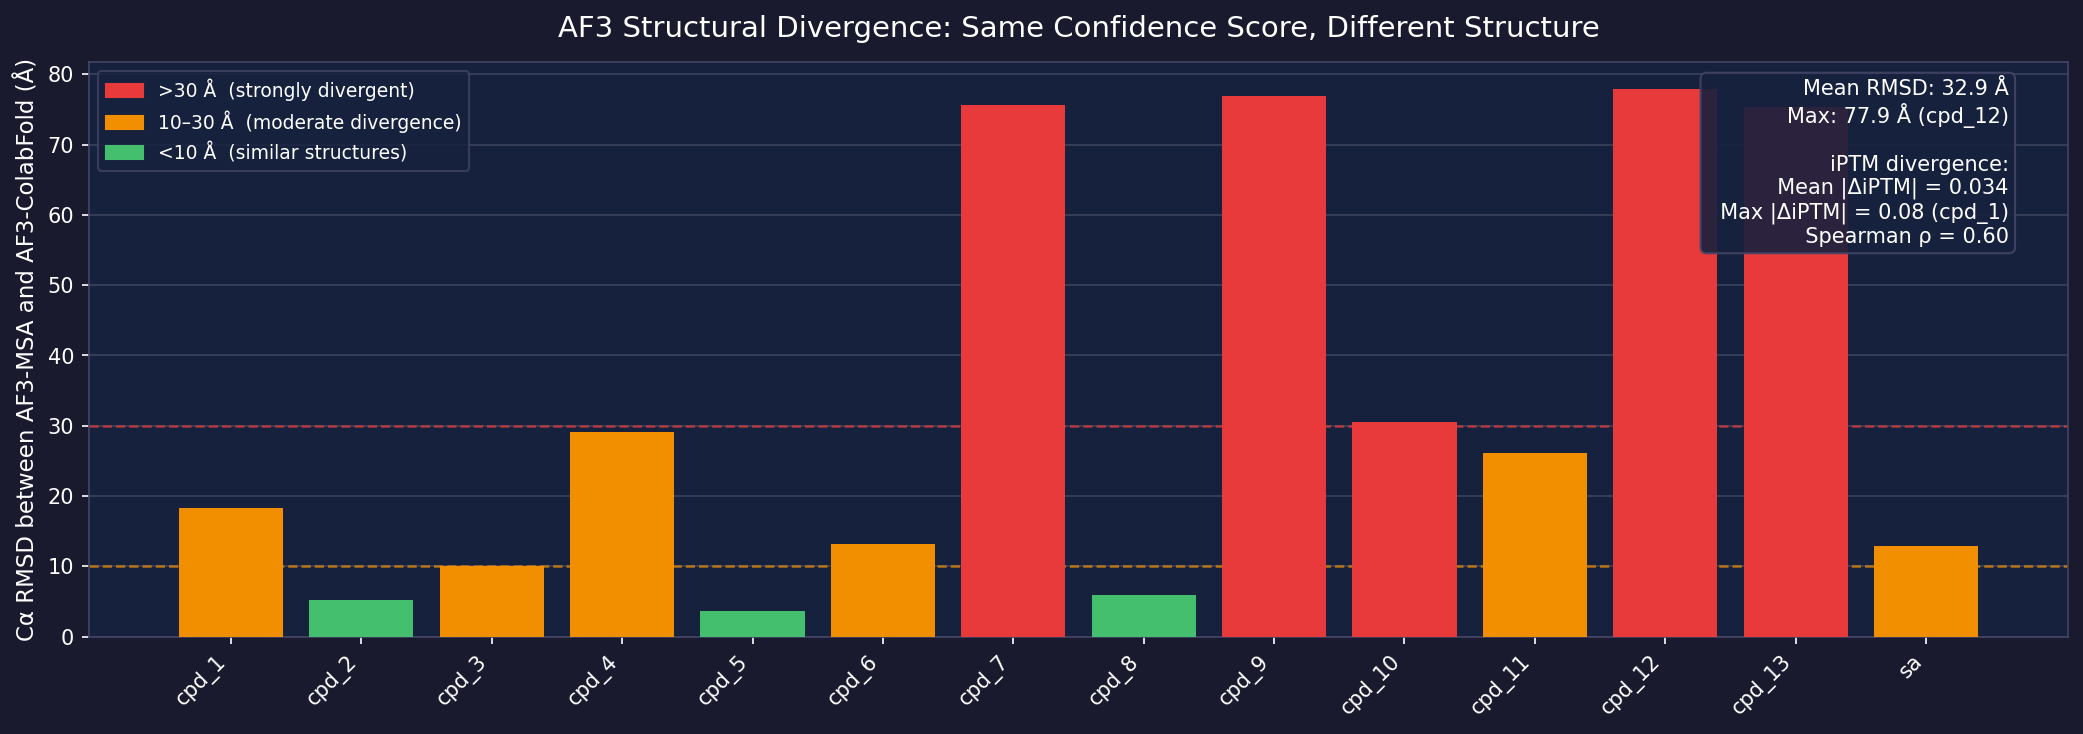 AF3 Structural Divergence: Same Confidence Score, Different Structure
Cα RMSD between AF3-MSA and AF3-ColabFold (Å)
80
70
60
50
40
30
20
10
0
>30 Å  (strongly divergent)
10–30 Å  (moderate divergence)
<10 Å  (similar structures)
Mean RMSD: 32.9 Å
Max: 77.9 Å (cpd_12)
iPTM divergence:
Mean |ΔiPTM| = 0.034
Max |ΔiPTM| = 0.08 (cpd_1)
Spearman ρ = 0.60
cpd_1
cpd_2
cpd_3
cpd_4
cpd_5
cpd_6
cpd_7
cpd_8
cpd_9
cpd_10
cpd_11
cpd_12
cpd_13
sa